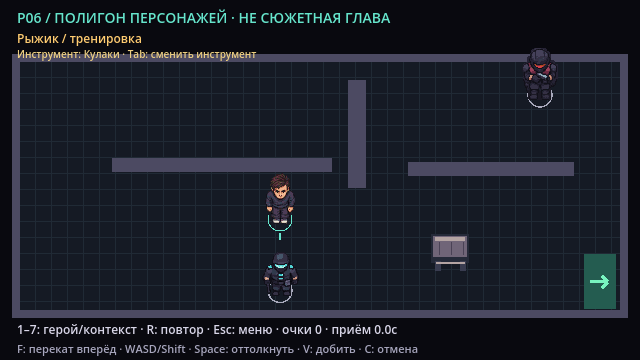 P06 / ПОЛИГОН ПЕРСОНАЖЕЙ · НЕ СЮЖЕТНАЯ ГЛАВА
Рыжик / тренировка
Инструмент: Кулаки · Tab: сменить инструмент
1–7: герой/контекст · R: повтор · Esc: меню · очки 0 · приём 0.0с
F: перекат вперёд · WASD/Shift · Space: оттолкнуть · V: добить · C: отмена